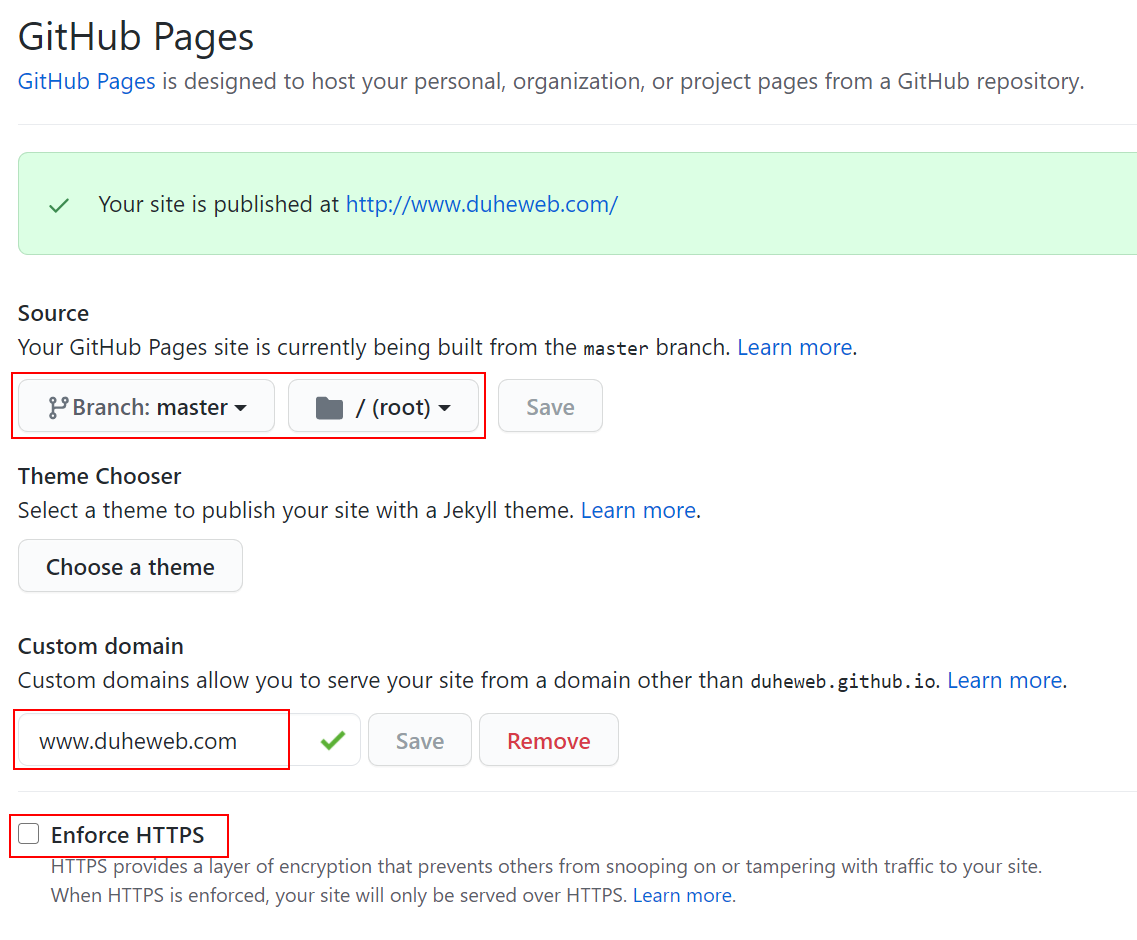 GitHub Pages
GitHub Pages is designed to host your personal, organization, or project pages from a GitHub repository.
Your site is published at http://www.duheweb.com/
Source
Your GitHub Pages site is currently being built from the master branch. Learn more.
Branch: master / (root) Save
Theme Chooser
Select a theme to publish your site with a Jekyll theme. Learn more.
Choose a theme
Custom domain
Custom domains allow you to serve your site from a domain other than duheweb.github.io. Learn more.
www.duheweb.com Save Remove
Enforce HTTPS
HTTPS provides a layer of encryption that prevents others from snooping on or tampering with traffic to your site.
When HTTPS is enforced, your site will only be served over HTTPS. Learn more.